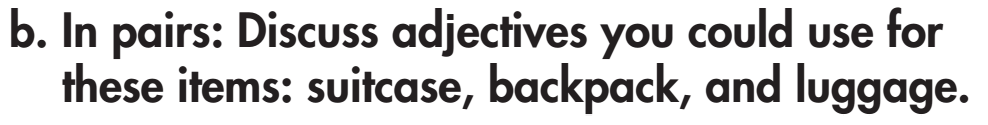 b. In pairs: Discuss adjectives you could use for
these items: suitcase, backpack, and luggage.